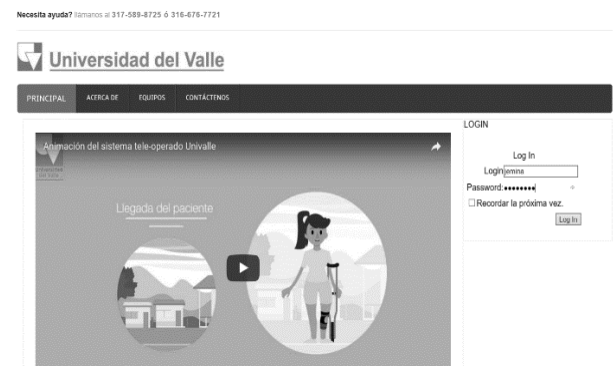 Necesita ayuda? llámanos al 317-589-8725 ó 316-676-7721
Universidad del Valle
PRINCIPAL ACERCA DE EQUIPOS CONTÁCTENOS
Animación del sistema tele-operado Univalle
Llegada del paciente
LOGIN
Log In
Login jemina
Password:
Recordar la próxima vez.
Log In